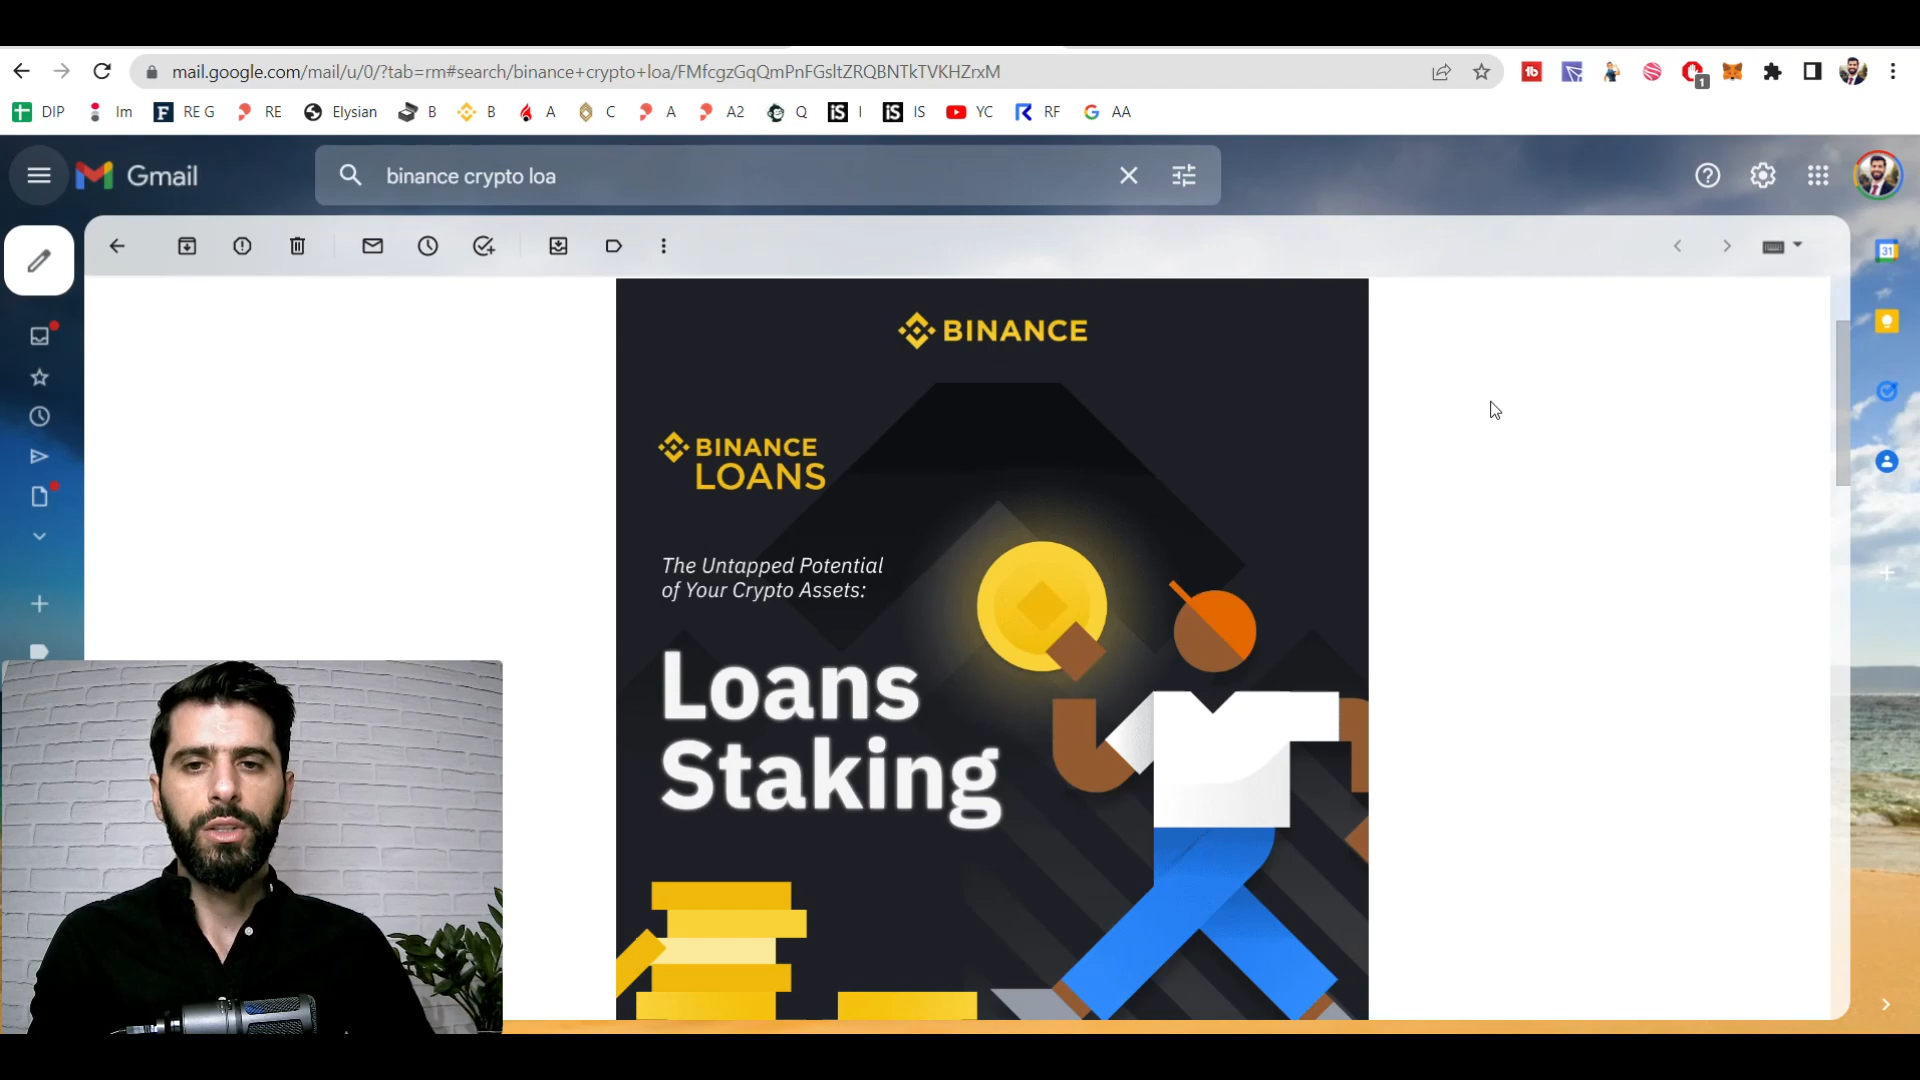 mail.google.com/mail/u/0/?tab=rm#search/binance+crypto+loa/FMfcgzGqQmPnFGsltZRQBNTkTVKHZrxM
1
DIP Im RE G RE Elysian B B A C A A2 Q I IS YC RF AA
Gmail
binance crypto loa
31
BINANCE
BINANCE
LOANS
The Untapped Potential
of Your Crypto Assets:
Loans
Staking